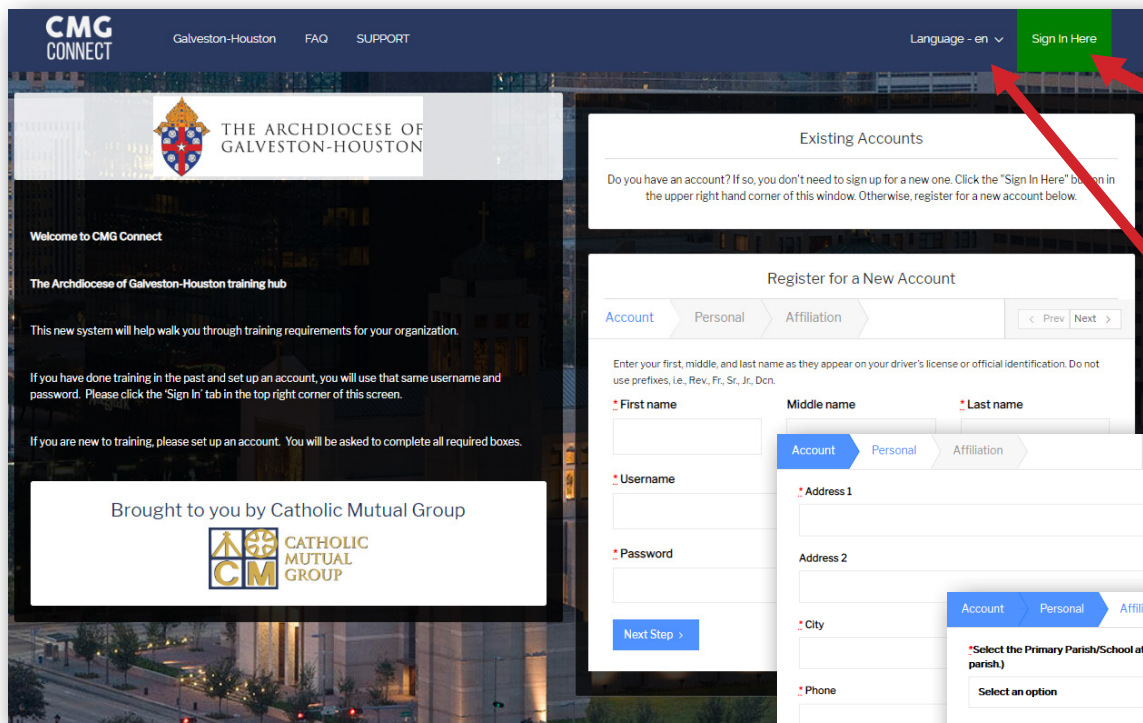 CMG
CONNECT
Galveston-Houston FAQ SUPPORT
Language - en
Sign In Here
THE ARCHDIOCESE OF
GALVESTON-HOUSTON
Welcome to CMG Connect
The Archdiocese of Galveston-Houston training hub
This new system will help walk you through training requirements for your organization.
If you have done training in the past and set up an account, you will use that same username and
password. Please click the 'Sign In' tab in the top right corner of this screen.
If you are new to training, please set up an account. You will be asked to complete all required boxes.
Brought to you by Catholic Mutual Group
CM
CATHOLIC
MUTUAL
GROUP
Existing Accounts
Do you have an account? If so, you don't need to sign up for a new one. Click the "Sign In Here" button in
the upper right hand corner of this window. Otherwise, register for a new account below.
Register for a New Account
Account Personal Affiliation < Prev Next >
Enter your first, middle, and last name as they appear on your driver's license or official identification. Do not
use prefixes, i.e., Rev., Fr., Sr., Jr., Dcn.
* First name Middle name * Last name
* Username
* Password
Next Step >
Account Personal Affiliation
* Address 1
Address 2
* City
* Phone
Account Personal Affili
*Select the Primary Parish/School af
parish.)
Select an option